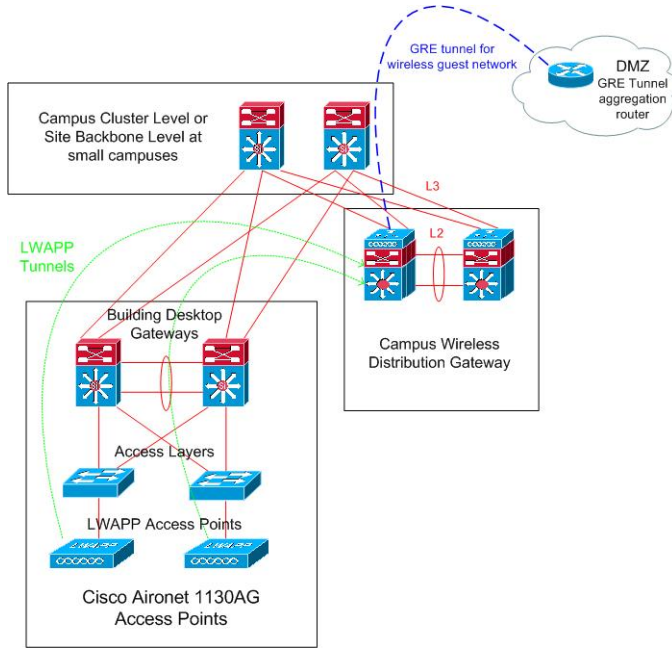 GRE tunnel for
wireless guest network
DMZ
GRE Tunnel
aggregation
router
Campus Cluster Level or
Site Backbone Level at
small campuses
L3
L2
LWAPP
Tunnels
Building Desktop
Gateways
Campus Wireless
Distribution Gateway
Access Layers
LWAPP Access Points
Cisco Aironet 1130AG
Access Points